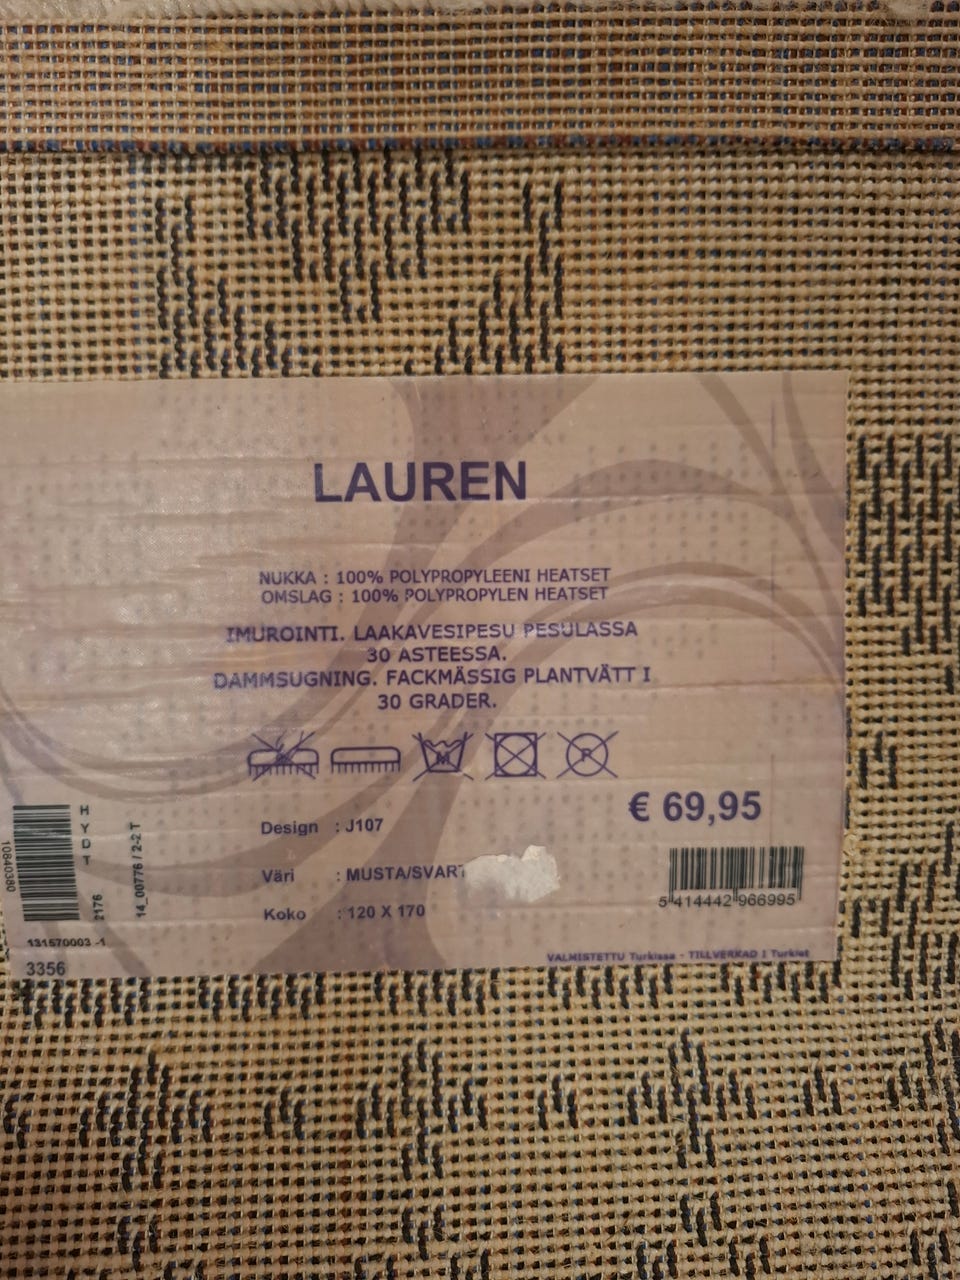 LAUREN
NUKKA : 100% POLYPROPYLEENI HEATSET
OMSLAG : 100% POLYPROPYLEN HEATSET
IMUROINTI. LAAKAVESIPESU PESULASSA
30 ASTEESSA.
DAMMSUGNING. FACKMÄSSIG PLANTVÄTT I
30 GRADER.
€ 69,95
Design : J107
Väri : MUSTA/SVART
Koko : 120 X 170
5 414442 966995
VALMISTETTU Turkissa - TILLVERKAD I Turkiet
10840380
HYDT
2176
14_00776 / 2-2 T
131570003 -1
3356